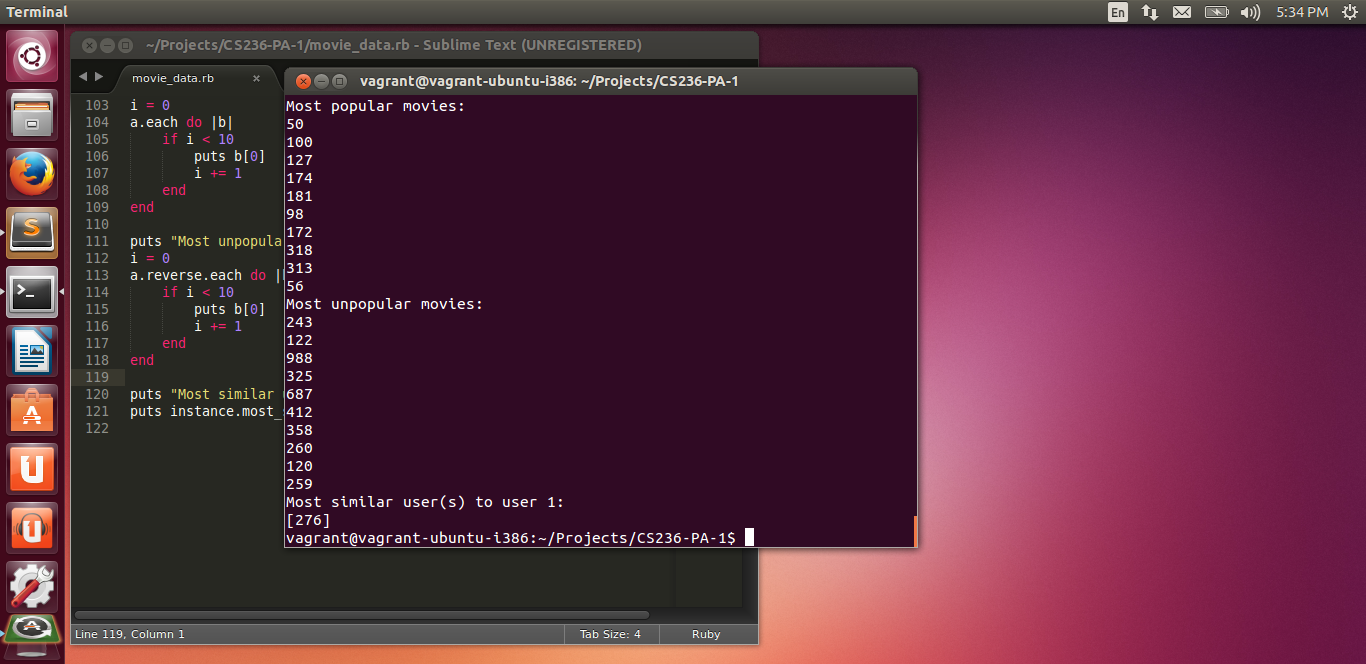 Terminal
En
5:34 PM
~/Projects/CS236-PA-1/movie_data.rb - Sublime Text (UNREGISTERED)
movie_data.rb
103 i = 0
104 a.each do |b|
105 if i < 10
106 puts b[0]
107 i += 1
108 end
109 end
110
111 puts "Most unpopula
112 i = 0
113 a.reverse.each do |
114 if i < 10
115 puts b[0]
116 i += 1
117 end
118 end
119
120 puts "Most similar
121 puts instance.most_
122
vagrant@vagrant-ubuntu-i386: ~/Projects/CS236-PA-1
Most popular movies:
50
100
127
174
181
98
172
318
313
56
Most unpopular movies:
243
122
988
325
687
412
358
260
120
259
Most similar user(s) to user 1:
[276]
vagrant@vagrant-ubuntu-i386:~/Projects/CS236-PA-1$
Line 119, Column 1
Tab Size: 4
Ruby